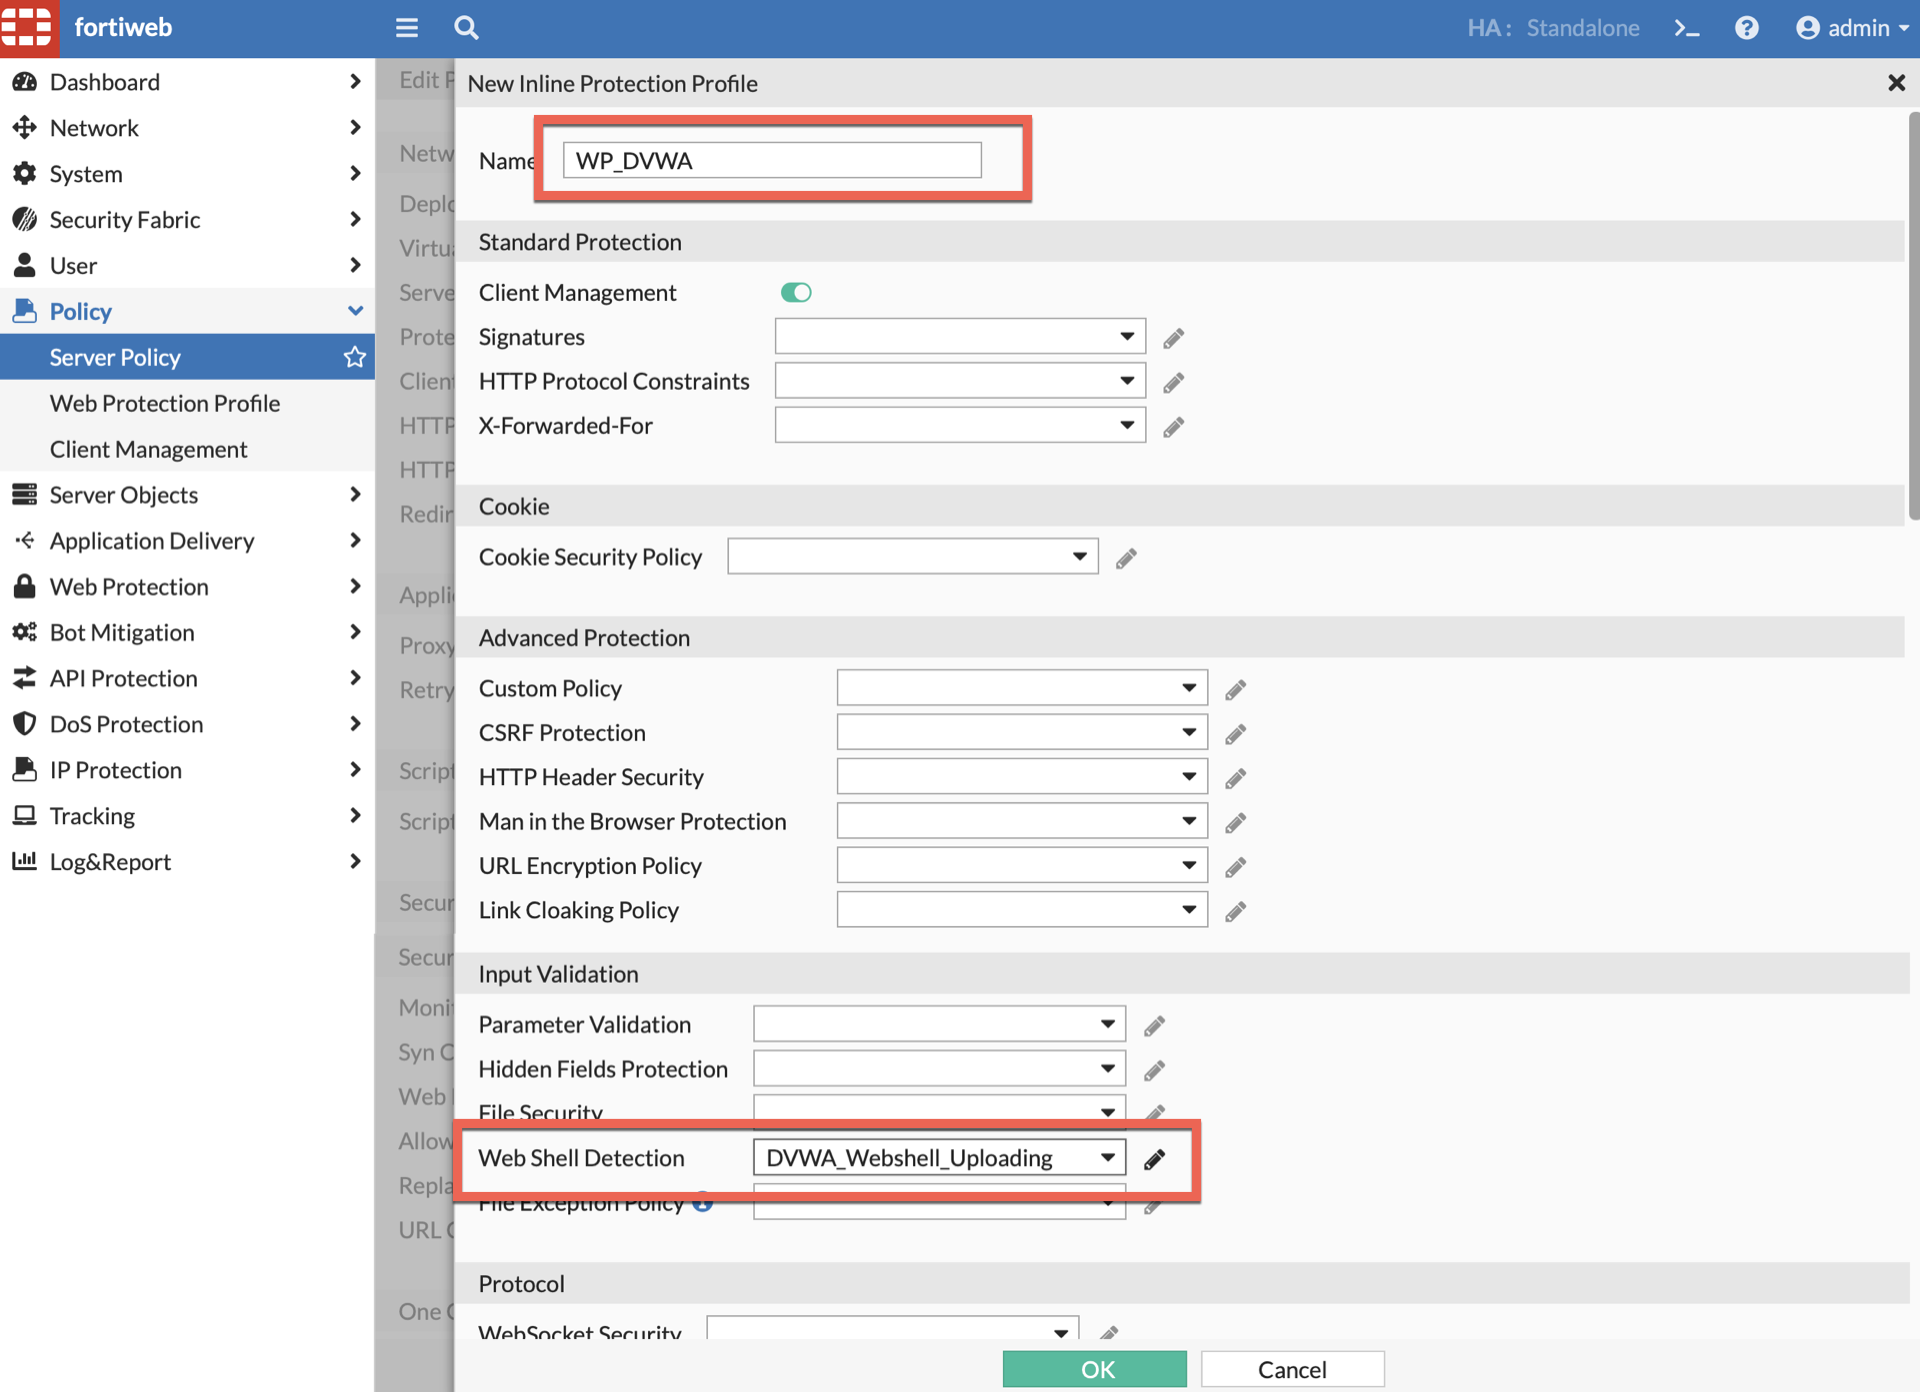 fortiweb
HA: Standalone
>_
?
admin
Dashboard
Network
System
Security Fabric
User
Policy
Server Policy
Web Protection Profile
Client Management
Server Objects
Application Delivery
Web Protection
Bot Mitigation
API Protection
DoS Protection
IP Protection
Tracking
Log&Report
Edit P
Netw
Deplo
Virtua
Serve
Prote
Client
HTTP
HTTP
Redir
Appli
Proxy
Retry
Script
Script
Secur
Secur
Monit
Syn C
Web
Allow
Repla
URL C
One C
New Inline Protection Profile
Name WP_DVWA
Standard Protection
Client Management
Signatures
HTTP Protocol Constraints
X-Forwarded-For
Cookie
Cookie Security Policy
Advanced Protection
Custom Policy
CSRF Protection
HTTP Header Security
Man in the Browser Protection
URL Encryption Policy
Link Cloaking Policy
Input Validation
Parameter Validation
Hidden Fields Protection
File Security
Web Shell Detection DVWA_Webshell_Uploading
File Exception Policy
Protocol
WebSocket Security
OK Cancel